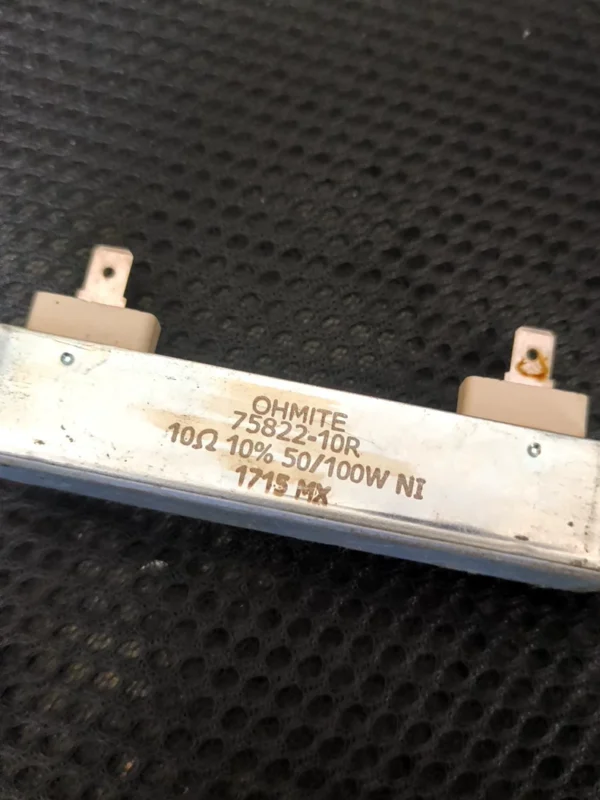 OHMITE
75822-10R
10Ω 10% 50/100W NI
1715 MX